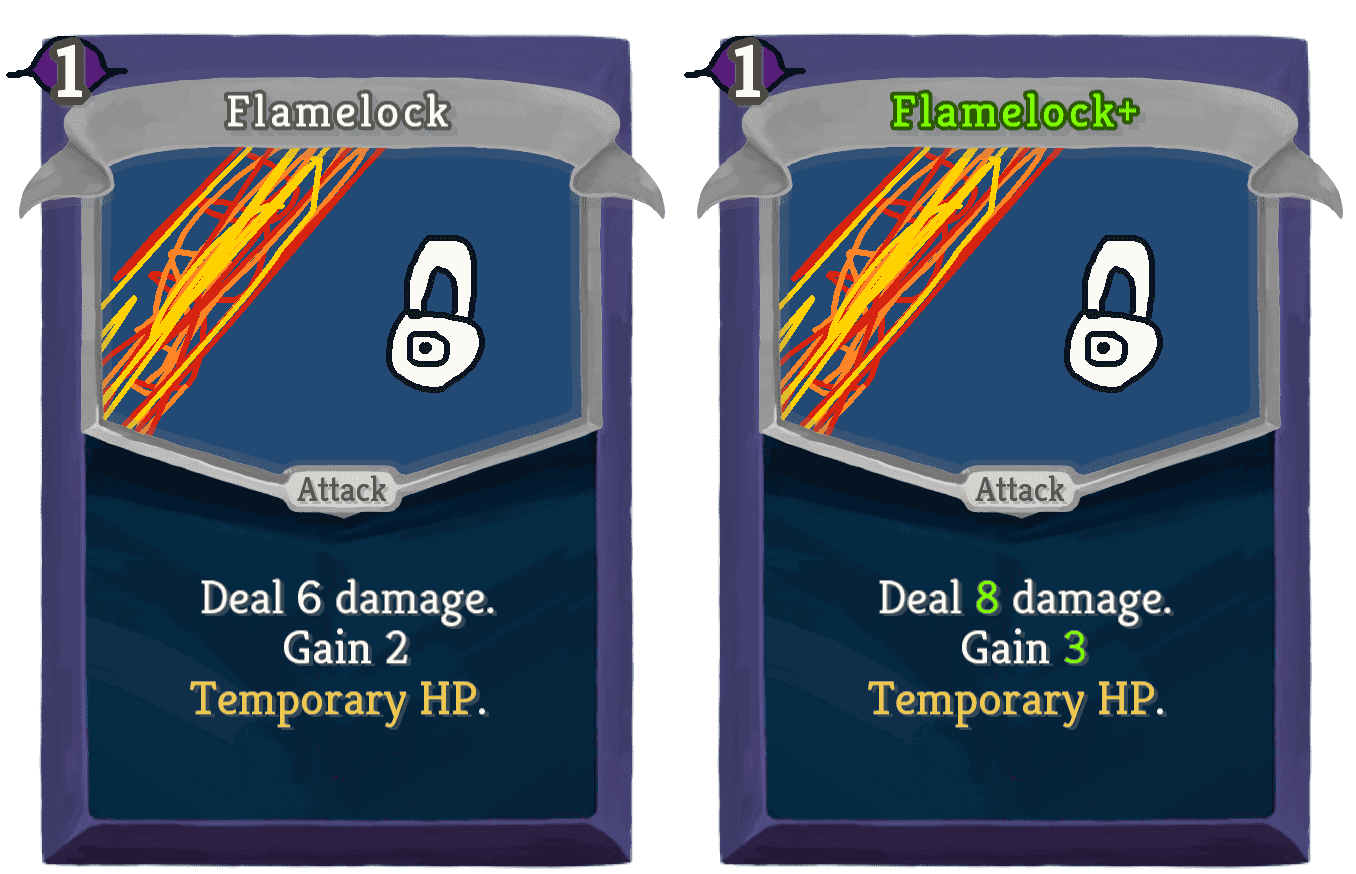 1
Flamelock
Attack
Deal 6 damage.
Gain 2
Temporary HP.
1
Flamelock+
Attack
Deal 8 damage.
Gain 3
Temporary HP.